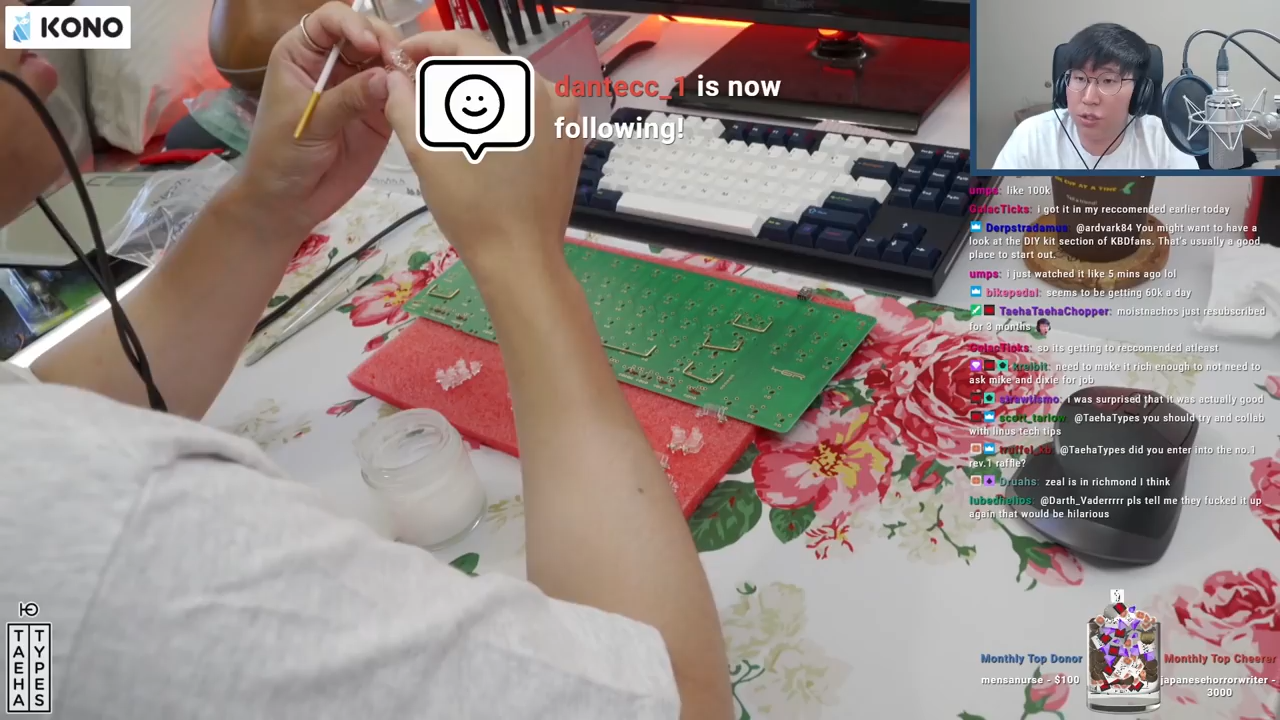 KONO
dantecc_1 is now
following!
umps: like 100k
GulacTicks: i got it in my reccomended earlier today
Derpstradamus: @ardvark84 You might want to have a
look at the DIY kit section of KBDfans. That's usually a good
place to start out.
umps: i just watched it like 5 mins ago lol
bikepedal: seems to be getting 60k a day
TaehaTaehaChopper: moistnachos just resubscribed
for 3 months
GulacTicks: so its getting to reccomended atleast
kreibit: need to make it rich enough to not need to
ask mike and dixie for job
strawtismo: i was surprised that it was actually good
scott_tarlow: @TaehaTypes you should try and collab
with linus tech tips
truffel_xb: @TaehaTypes did you enter into the no.1
rev.1 raffle?
Druahs: zeal is in richmond I think
lubedhelios: @Darth_Vaderrrrr pls tell me they fucked it up
again that would be hilarious
TAEHA
TYPES
Monthly Top Donor
mensanurse - $100
Monthly Top Cheerer
japanesehorrorwriter -
3000